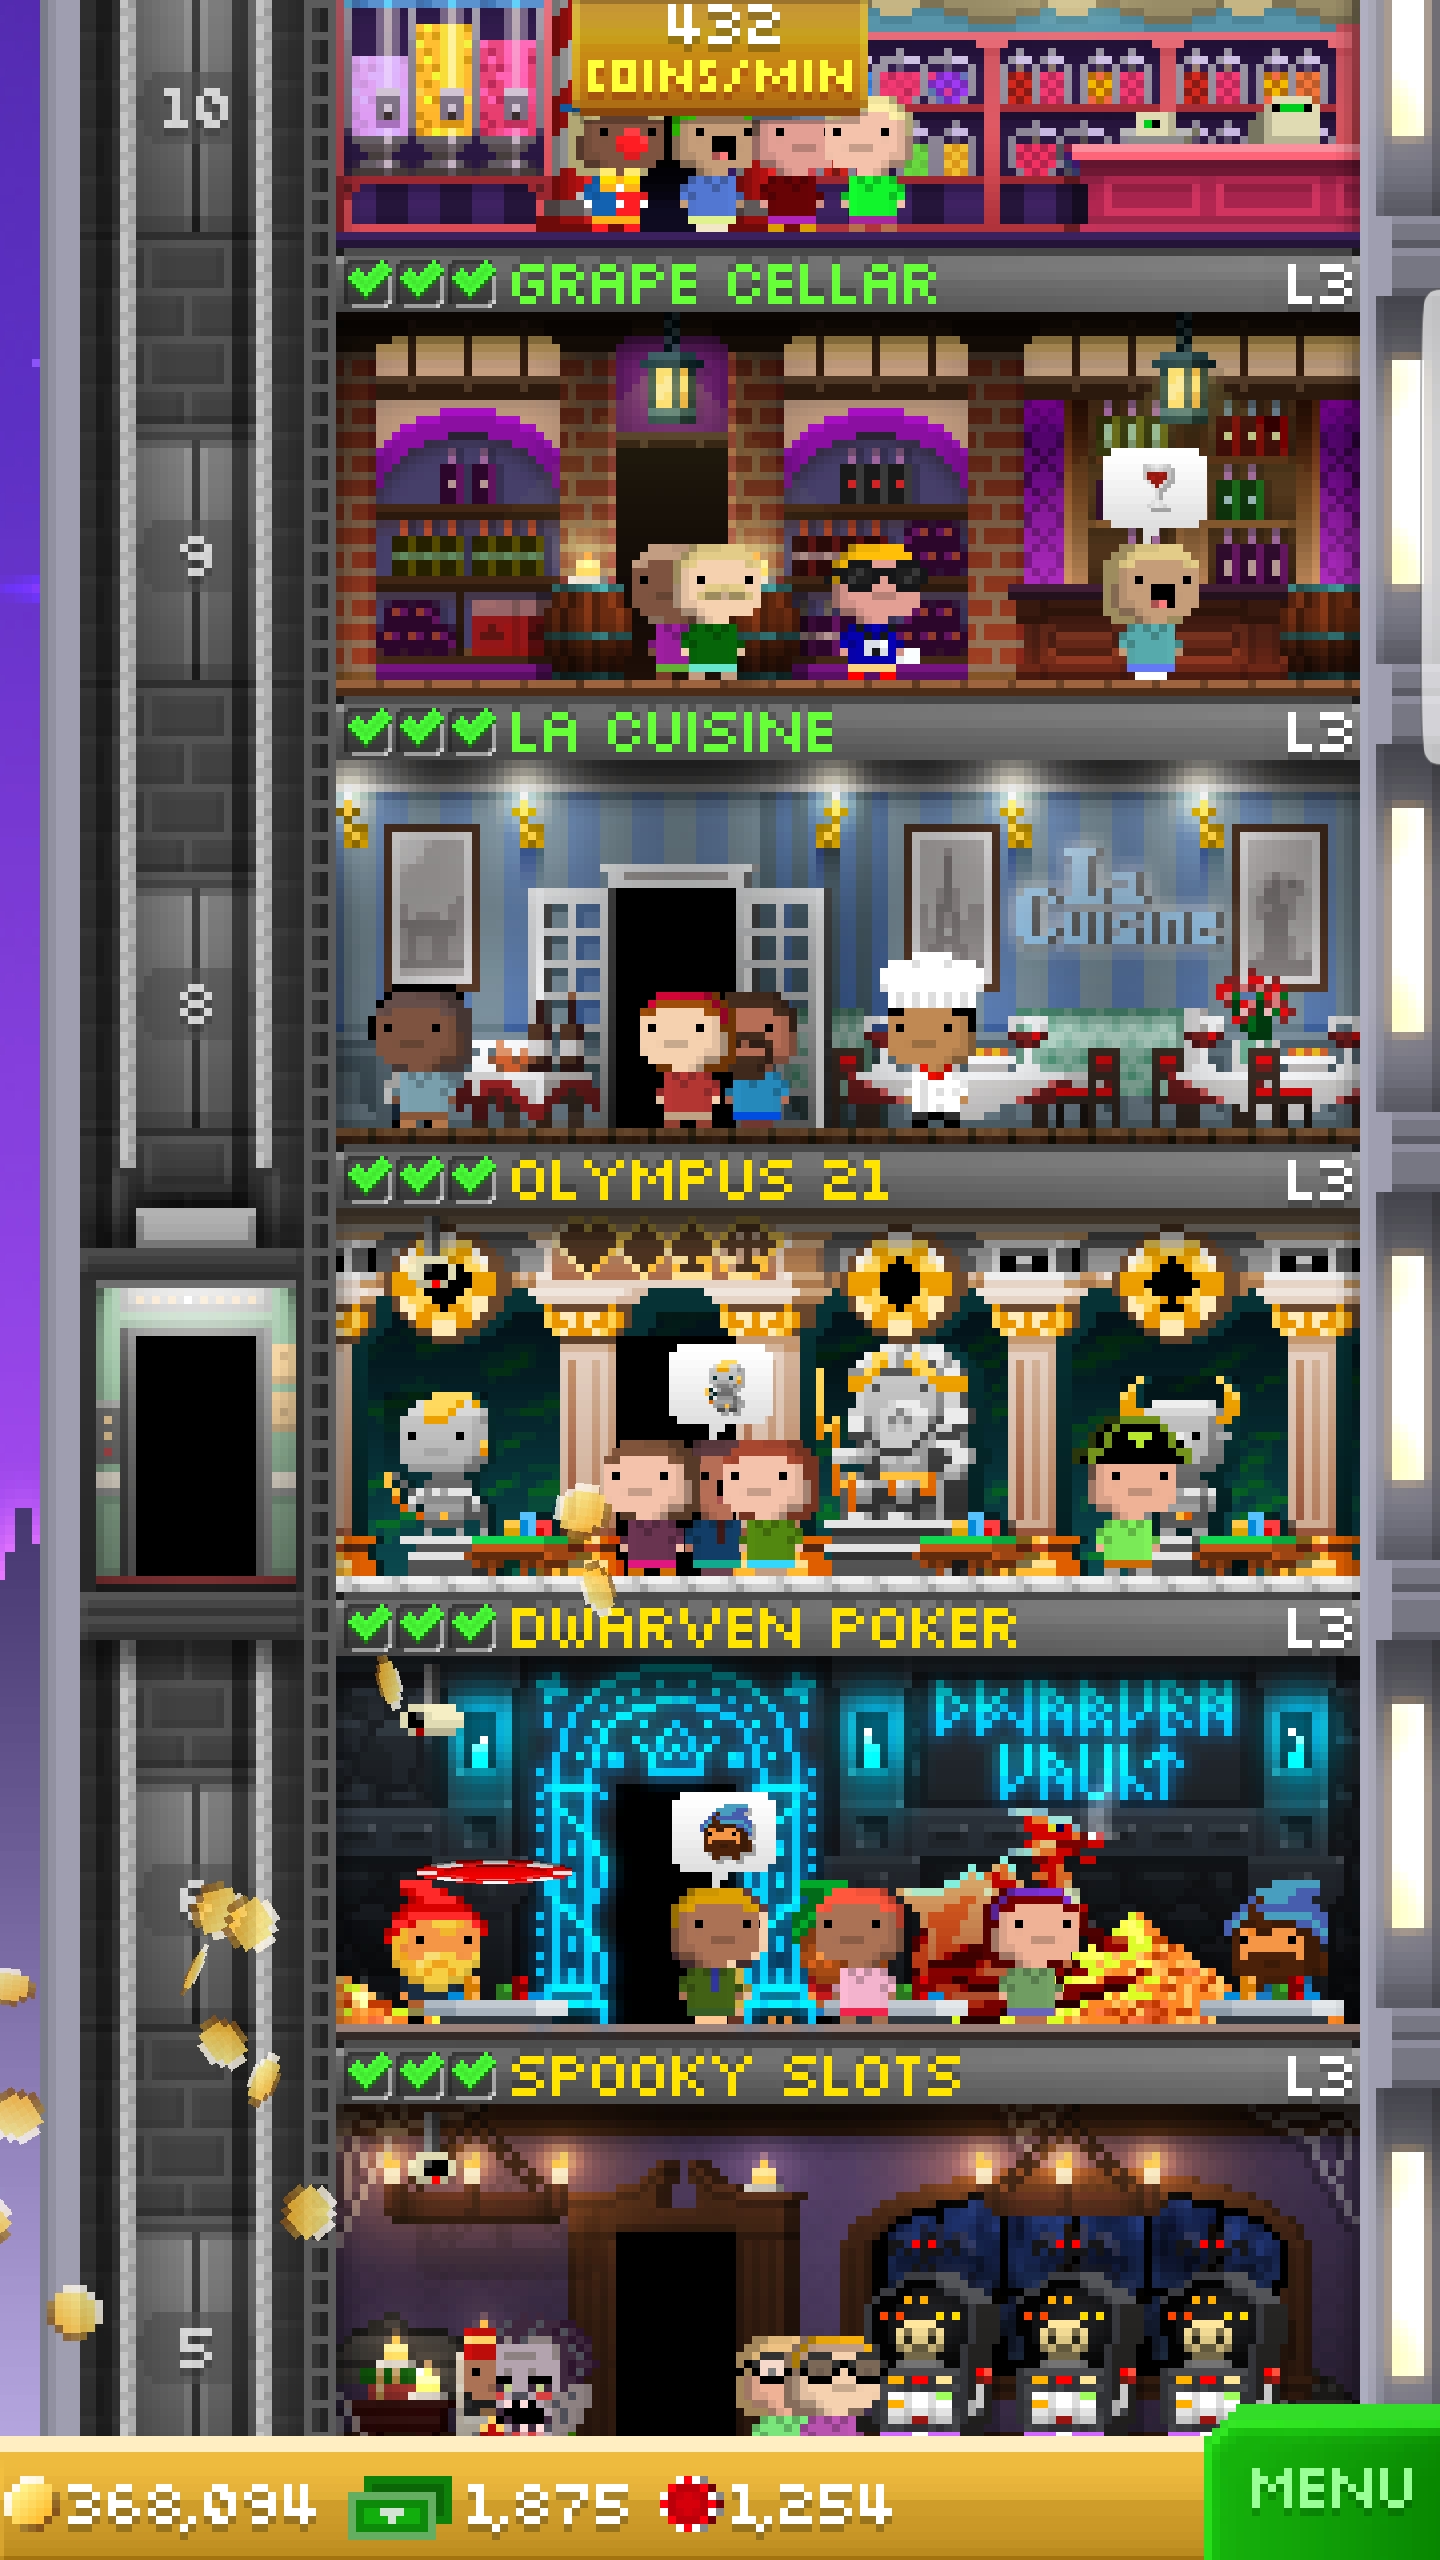 432
COINS/MIN
10
GRAPE CELLAR L3
9
LA CUISINE L3
La
Cuisine
8
OLYMPUS 21 L3
DWARVEN POKER L3
DWARVEN
VAULT
SPOOKY SLOTS L3
5
368,094 1,875 1,254
MENU